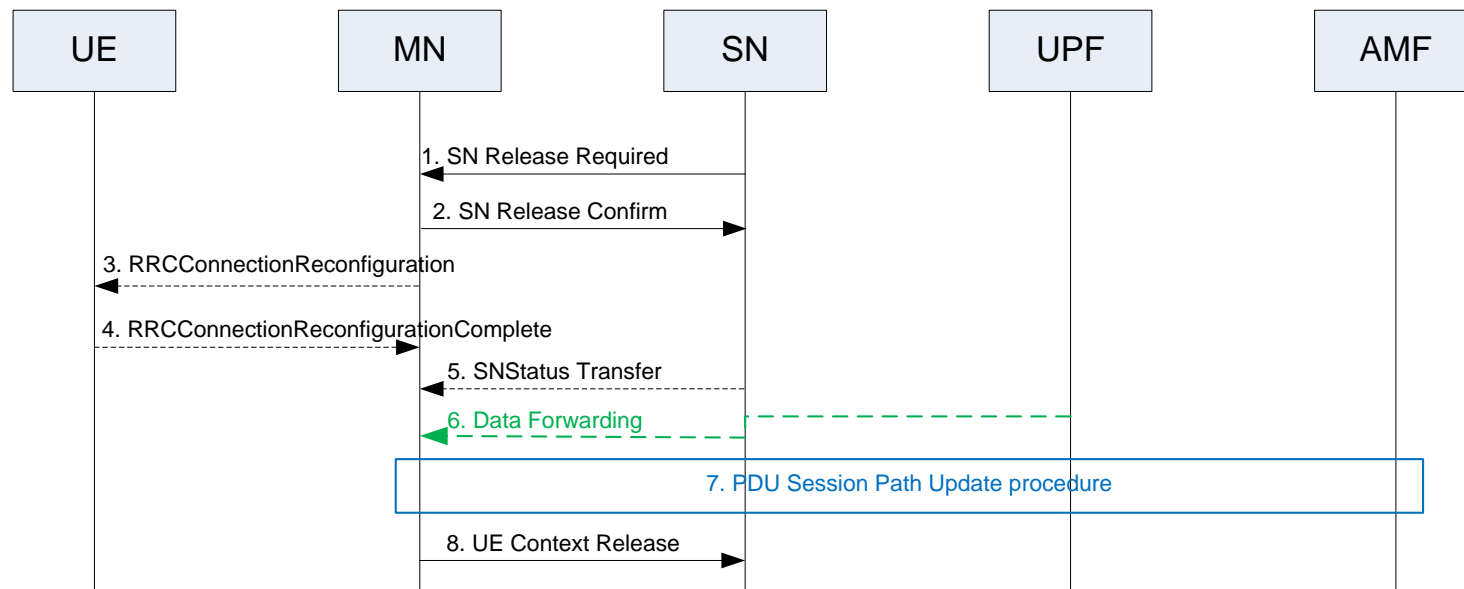 UE
MN
SN
UPF
AMF
1. SN Release Required
2. SN Release Confirm
3. RRCConnectionReconfiguration
4. RRCConnectionReconfigurationComplete
5. SNStatus Transfer
6. Data Forwarding
7. PDU Session Path Update procedure
8. UE Context Release